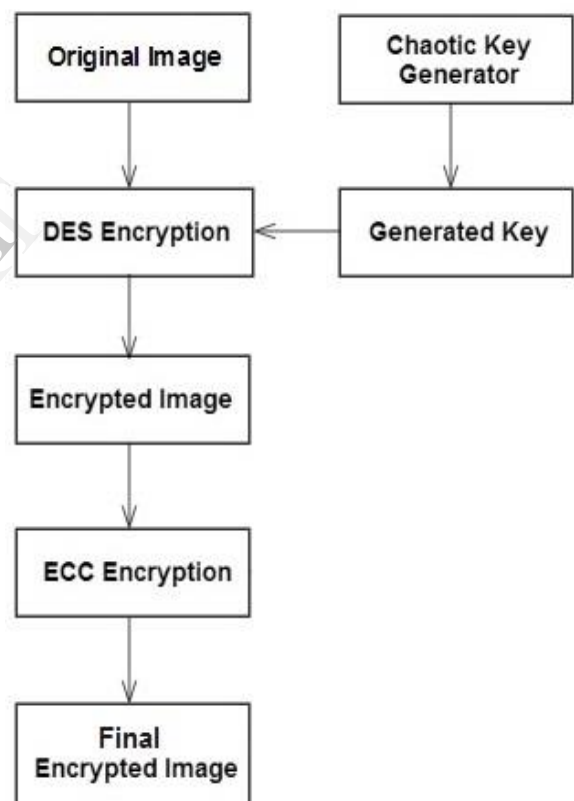 Original Image
Chaotic Key
Generator
DES Encryption
Generated Key
Encrypted Image
ECC Encryption
Final
Encrypted Image